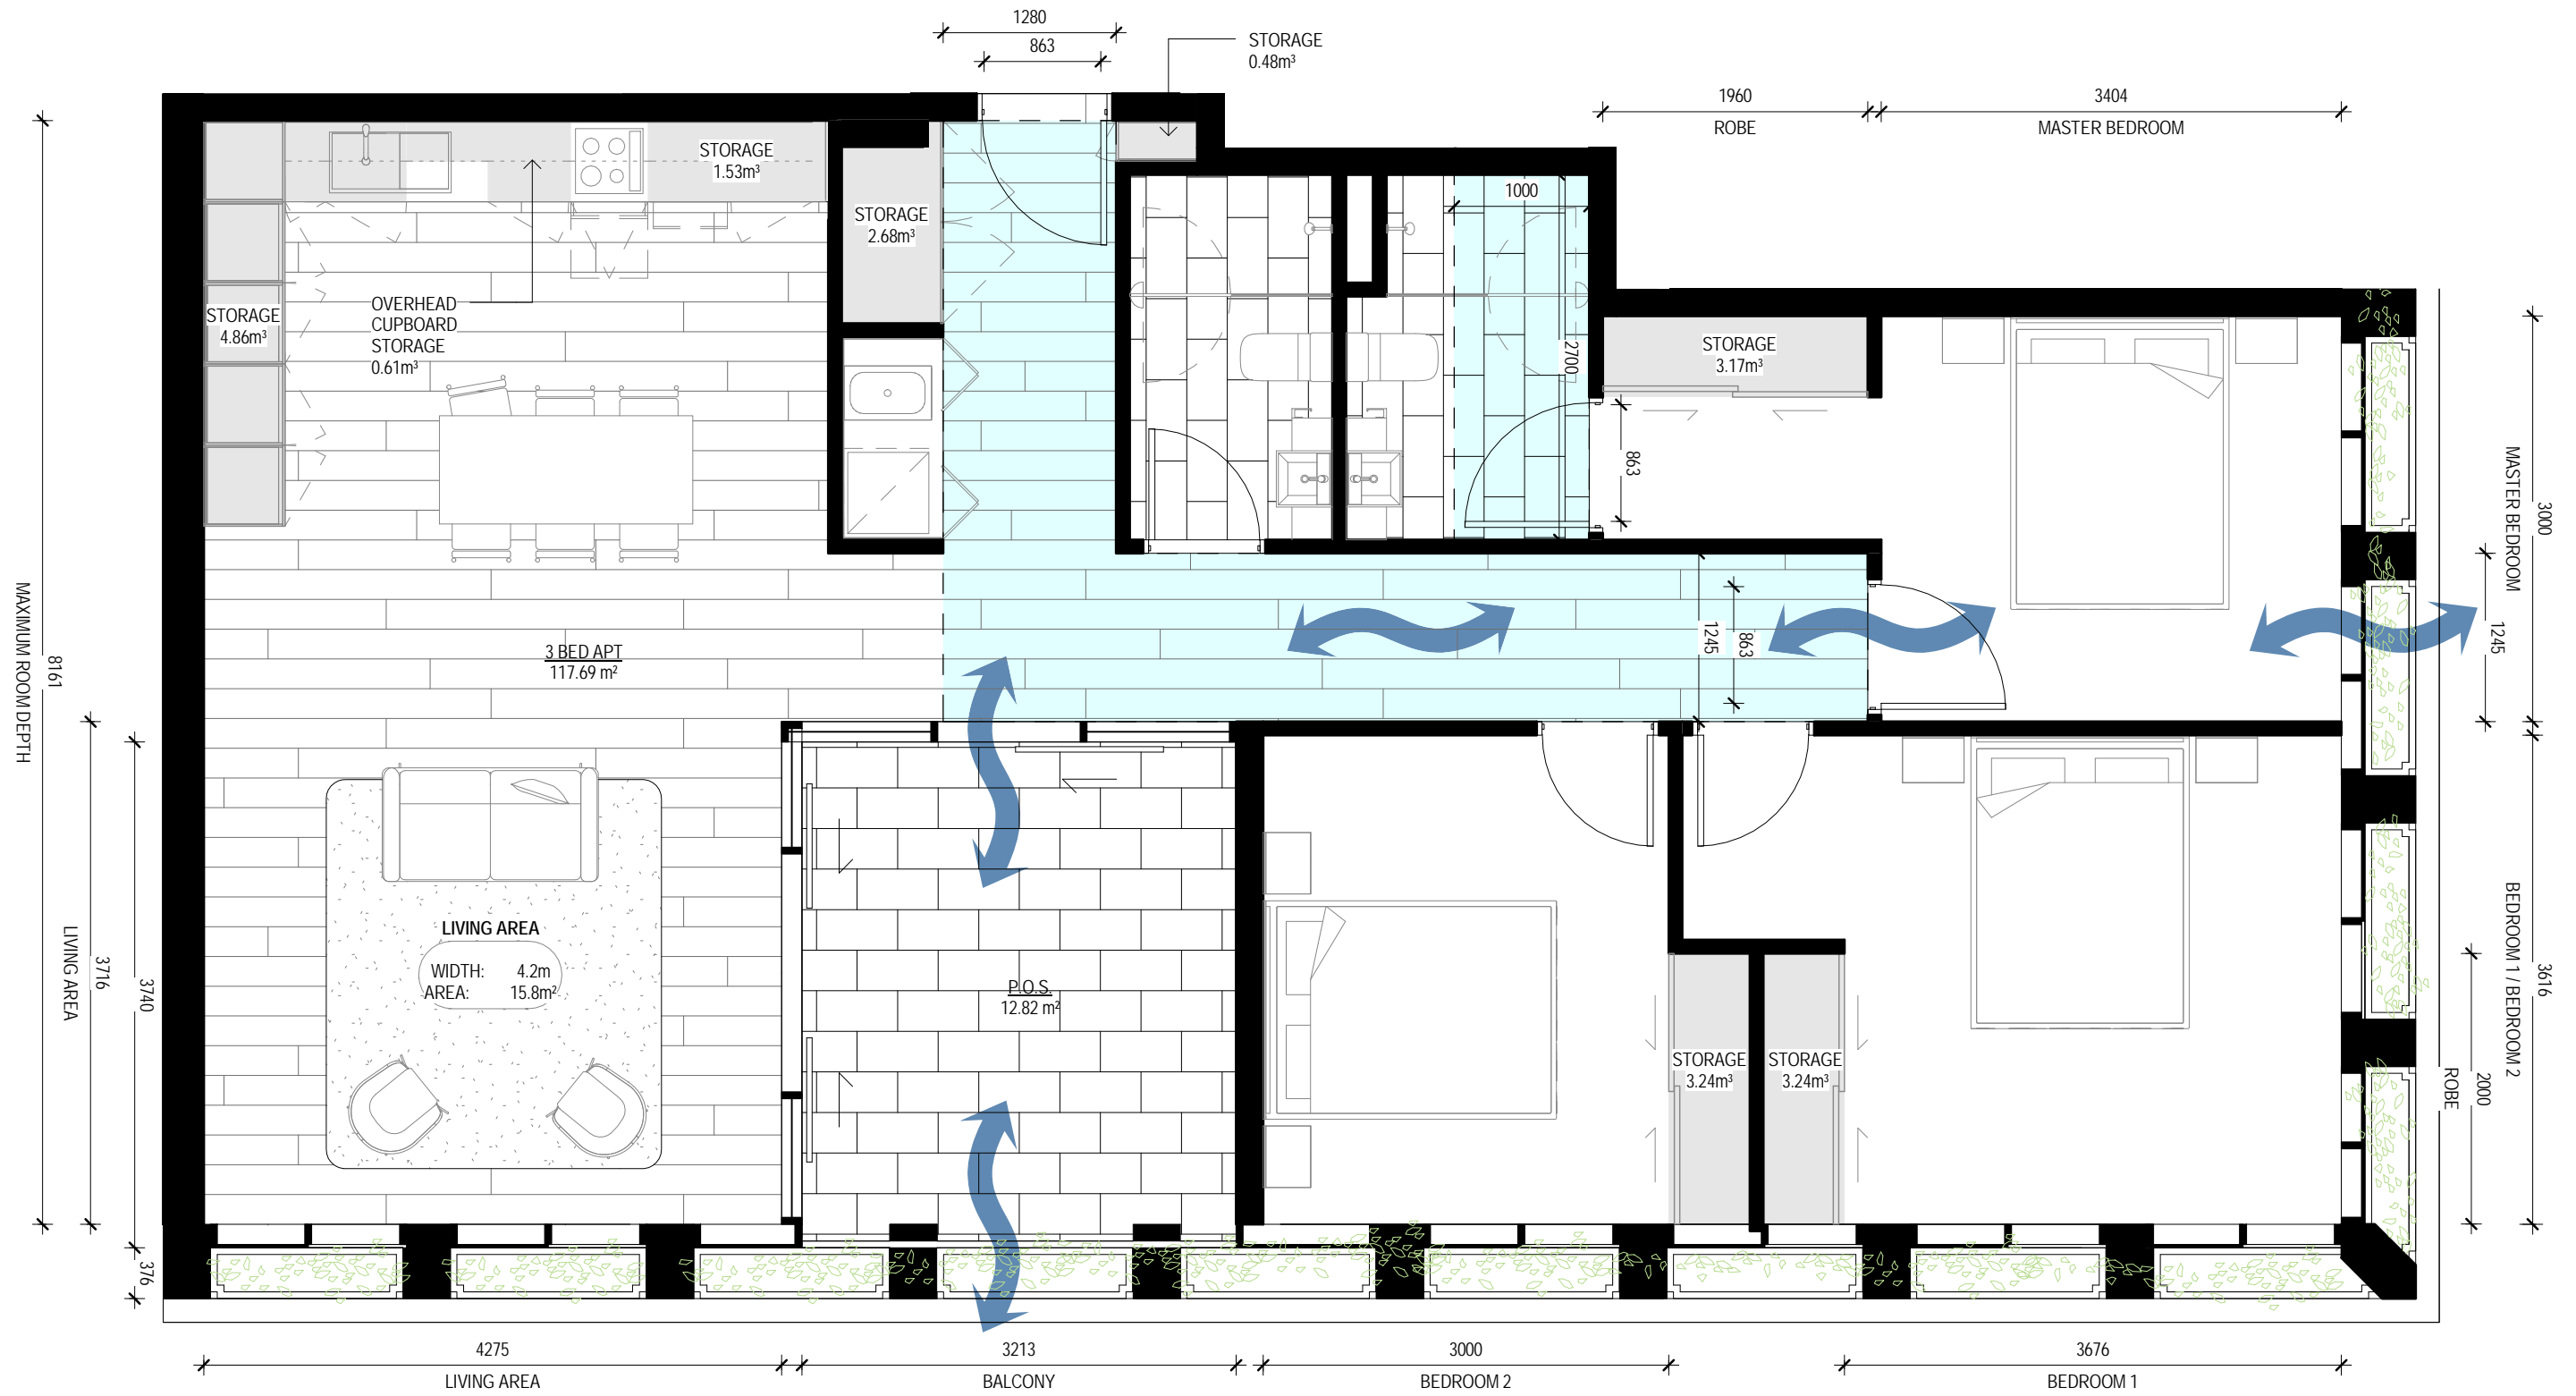 1280
863
STORAGE
0.48m³
1960
ROBE
3404
MASTER BEDROOM
STORAGE
1.53m³
STORAGE
2.68m³
1000
2700
STORAGE
4.86m³
OVERHEAD
CUPBOARD
STORAGE
0.61m³
STORAGE
3.17m³
863
MASTER BEDROOM
3000
1245
3 BED APT
117.69 m²
1245
863
MAXIMUM ROOM DEPTH
8161
LIVING AREA
3716
3740
376
LIVING AREA
WIDTH: 4.2m
AREA: 15.8m²
P.O.S.
12.82 m²
STORAGE
3.24m³
STORAGE
3.24m³
BEDROOM 1 / BEDROOM 2
3616
ROBE
2000
4275
LIVING AREA
3213
BALCONY
3000
BEDROOM 2
3676
BEDROOM 1